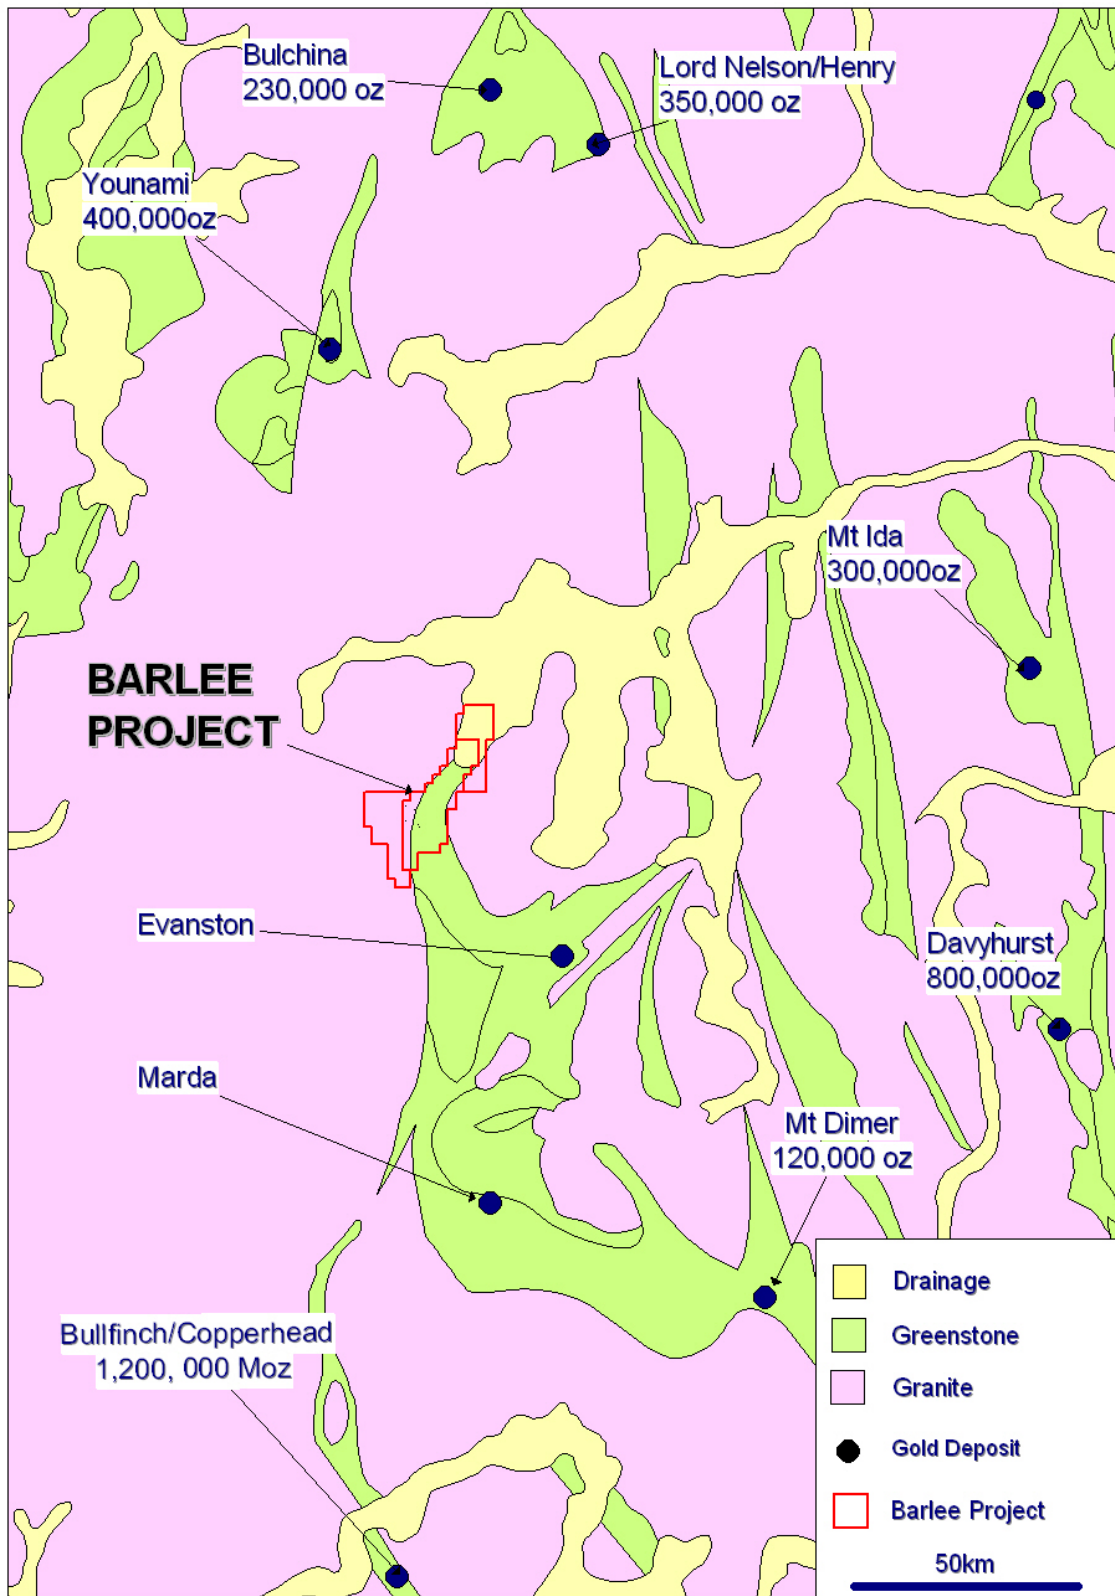 Bulchina
230,000 oz
Lord Nelson/Henry
350,000 oz
Younami
400,000oz
Mt Ida
300,000oz
BARLEE
PROJECT
Evanston
Davyhurst
800,000oz
Marda
Mt Dimer
120,000 oz
Bullfinch/Copperhead
1,200, 000 Moz
Drainage
Greenstone
Granite
Gold Deposit
Barlee Project
50km